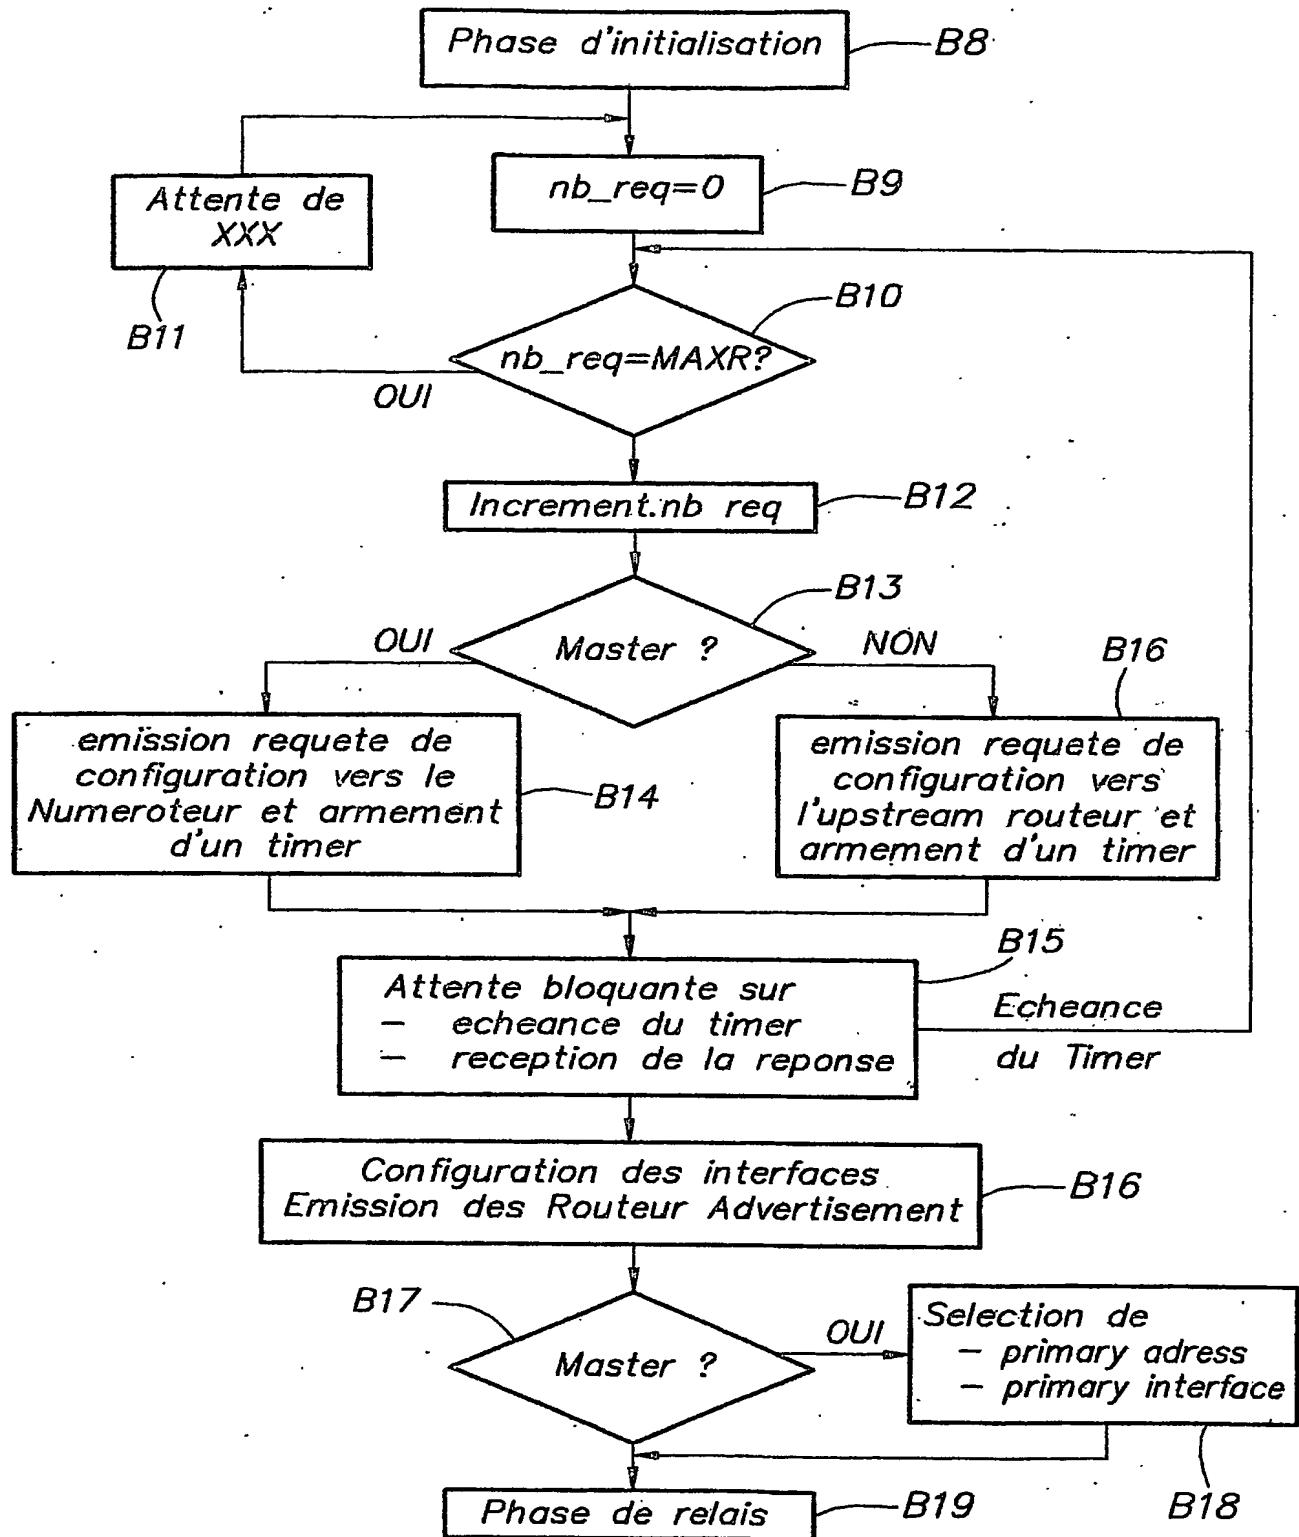 Phase d'initialisation
B8
nb_req=0
B9
Attente de
XXX
B11
B10
nb_req=MAXR?
OUI
Increment.nb req
B12
B13
Master ?
OUI
NON
B16
emission requete de
configuration vers le
Numeroteur et armement
d'un timer
B14
emission requete de
configuration vers
l'upstream routeur et
armement d'un timer
B15
Attente bloquante sur
- echeance du timer
- reception de la reponse
Echeance
du Timer
Configuration des interfaces
Emission des Routeur Advertisement
B16
B17
Master ?
OUI
Selection de
- primary adress
- primary interface
B18
Phase de relais
B19